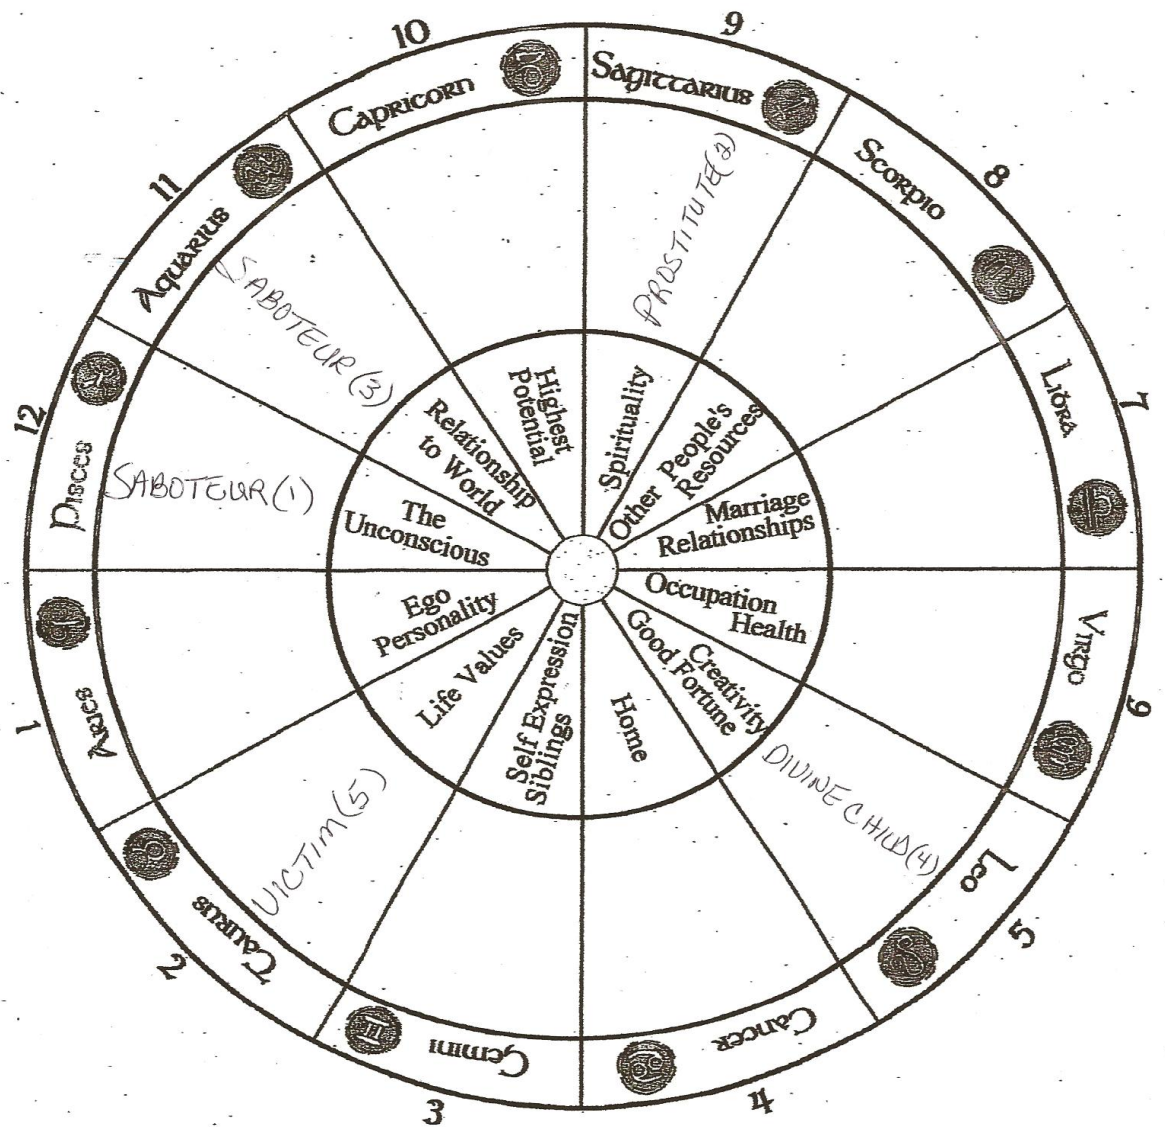 10
9
Capricorn
Sagittarius
PROSTITUTE(2)
Scorpio
8
11
Aquarius
SABOTEUR(3)
Libra
7
12
Pisces
SABOTEUR(1)
Highest
Potential
Spirituality
Other People's
Resources
Relationship
to World
Marriage
Relationships
The
Unconscious
Ego
Personality
Occupation
Health
Life Values
Creativity
Good Fortune
Self Expression
Siblings
Home
Virgo
6
Aries
1
VICTIM(5)
DIVINE CHILD(4)
Leo
5
Taurus
2
Gemini
3
Cancer
4